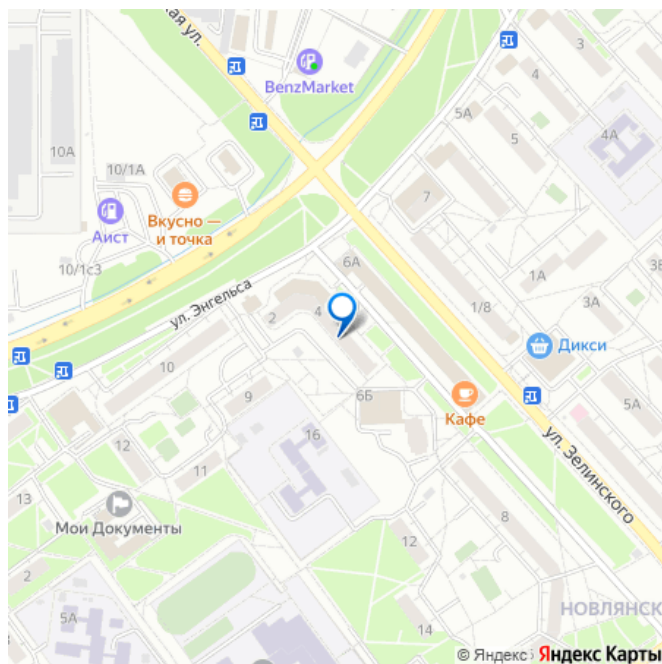 кая ул.
BenzMarket
3
4
5А
5
4А
10А
10/1А
7
Вкусно —
и точка
Аист
10/1с3
6А
1А
3В
ул. Энгельса
4
2
1/8
3А
Дикси
10
9
6Б
Кафе
5А
ул. Зелинского
16
12
11
13
Мои Документы
8
12
2
НОВЛЯНСК
5А
14
© Яндекс
Яндекс Карты